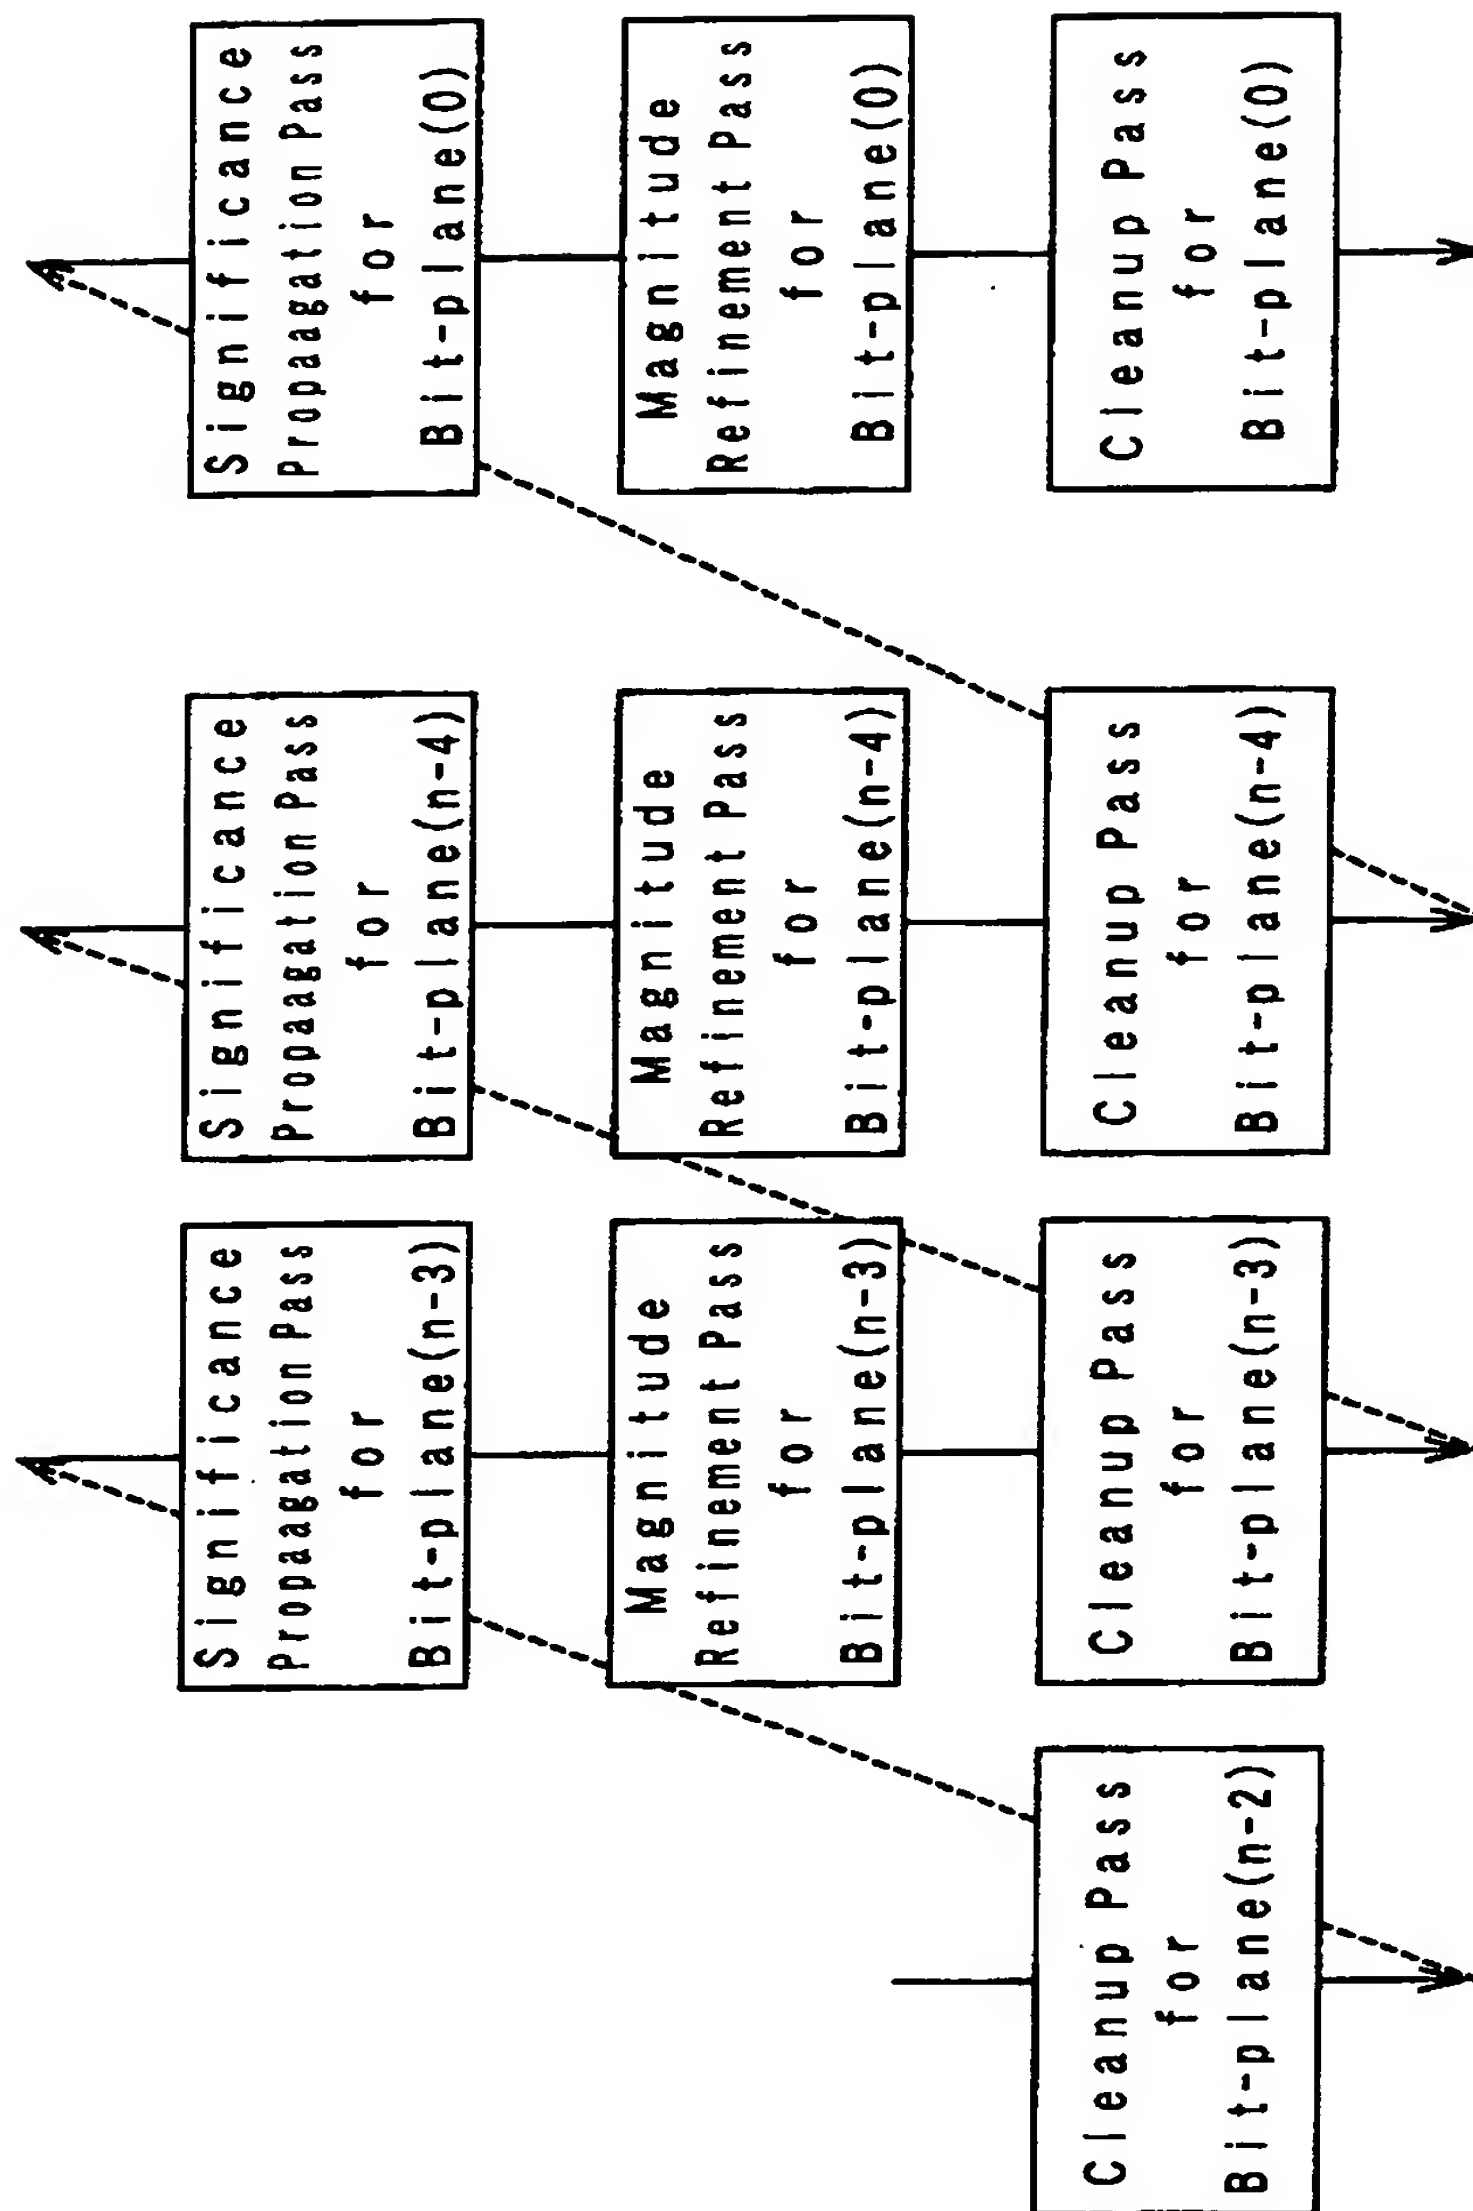 Cleanup Pass
for
Bit-plane(n-2)
Significance
Propaagation Pass
for
Bit-plane(n-3)
Magnitude
Refinement Pass
for
Bit-plane(n-3)
Cleanup Pass
for
Bit-plane(n-3)
Significance
Propaagation Pass
for
Bit-plane(n-4)
Magnitude
Refinement Pass
for
Bit-plane(n-4)
Cleanup Pass
for
Bit-plane(n-4)
Significance
Propaagation Pass
for
Bit-plane(0)
Magnitude
Refinement Pass
for
Bit-plane(0)
Cleanup Pass
for
Bit-plane(0)